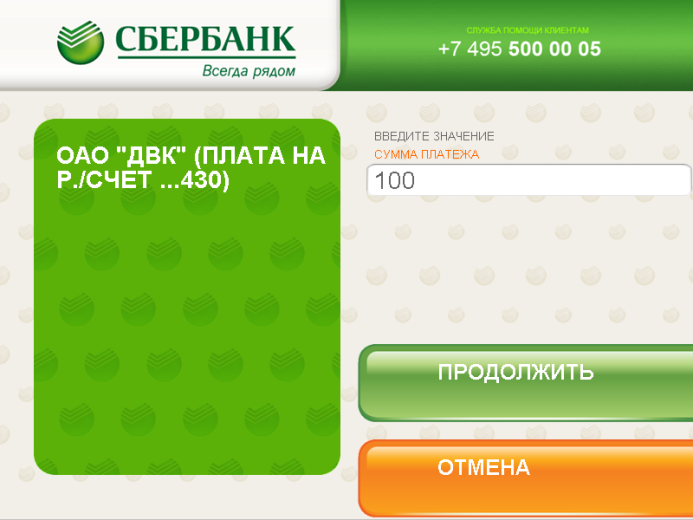 СБЕРБАНК
Всегда рядом
СЛУЖБА ПОМОЩИ КЛИЕНТАМ
+7 495 500 00 05
ОАО "ДВК" (ПЛАТА НА
Р./СЧЕТ ...430)
ВВЕДИТЕ ЗНАЧЕНИЕ
СУММА ПЛАТЕЖА
100
ПРОДОЛЖИТЬ
ОТМЕНА